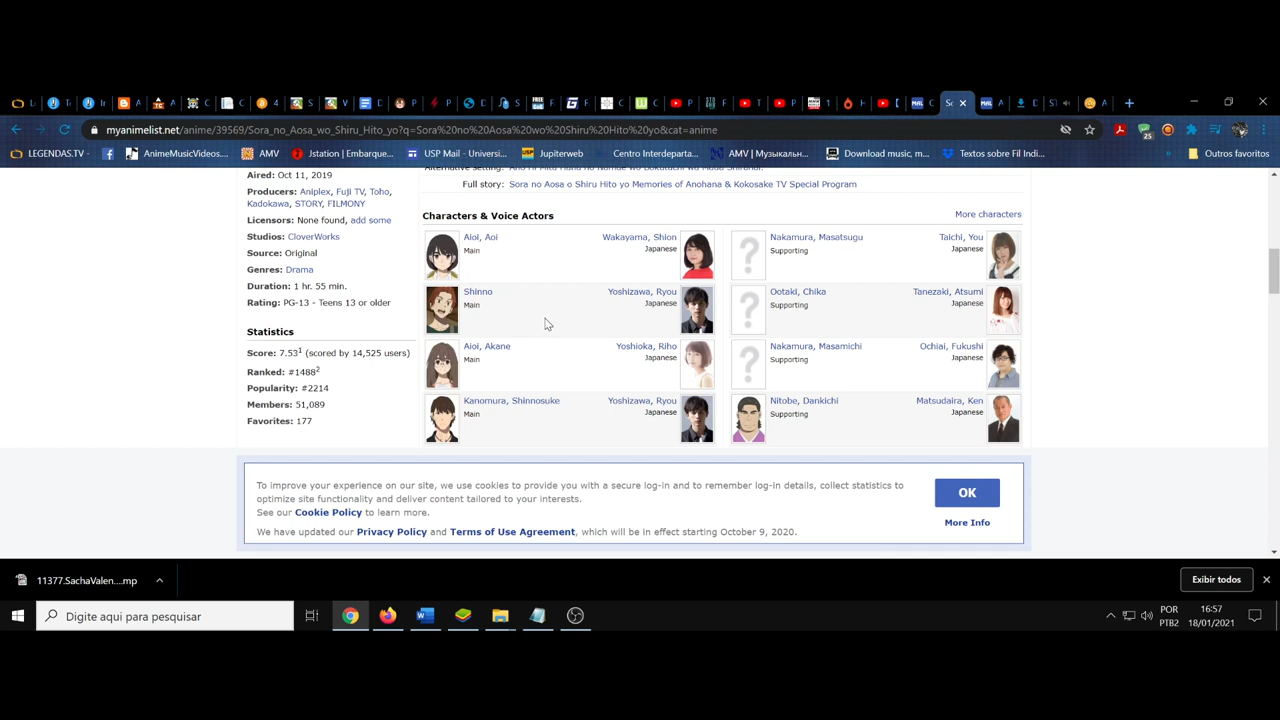 myanimelist.net/anime/39569/Sora_no_Aosa_wo_Shiru_Hito_yo?q=Sora%20no%20Aosa%20wo%20Shiru%20Hito%20yo&cat=anime
25
LEGENDAS.TV -
AnimeMusicVideos....
AMV
Jstation | Embarque...
USP Mail - Universi...
Jupiterweb
Centro Interdeparta...
AMV | Музыкальн...
Download music, m...
Textos sobre Fil Indi...
Outros favoritos
Full story: Sora no Aosa o Shiru Hito yo Memories of Anohana & Kokosake TV Special Program
Aired: Oct 11, 2019
Producers: Aniplex, Fuji TV, Toho,
Kadokawa, STORY, FILMONY
Licensors: None found, add some
Studios: CloverWorks
Source: Original
Genres: Drama
Duration: 1 hr. 55 min.
Rating: PG-13 - Teens 13 or older
Statistics
Score: 7.53¹ (scored by 14,525 users)
Ranked: #1488²
Popularity: #2214
Members: 51,089
Favorites: 177
Characters & Voice Actors
More characters
Aioi, Aoi
Main
Wakayama, Shion
Japanese
Nakamura, Masatsugu
Supporting
Taichi, You
Japanese
Shinno
Main
Yoshizawa, Ryou
Japanese
Ootaki, Chika
Supporting
Tanezaki, Atsumi
Japanese
Aioi, Akane
Main
Yoshioka, Riho
Japanese
Nakamura, Masamichi
Supporting
Ochiai, Fukushi
Japanese
Kanomura, Shinnosuke
Main
Yoshizawa, Ryou
Japanese
Nitobe, Dankichi
Supporting
Matsudaira, Ken
Japanese
To improve your experience on our site, we use cookies to provide you with a secure log-in and to remember log-in details, collect statistics to
optimize site functionality and deliver content tailored to your interests.
See our Cookie Policy to learn more.
We have updated our Privacy Policy and Terms of Use Agreement, which will be in effect starting October 9, 2020.
OK
More Info
11377.SachaValen....mp
Exibir todos
Digite aqui para pesquisar
POR
PTB2
16:57
18/01/2021